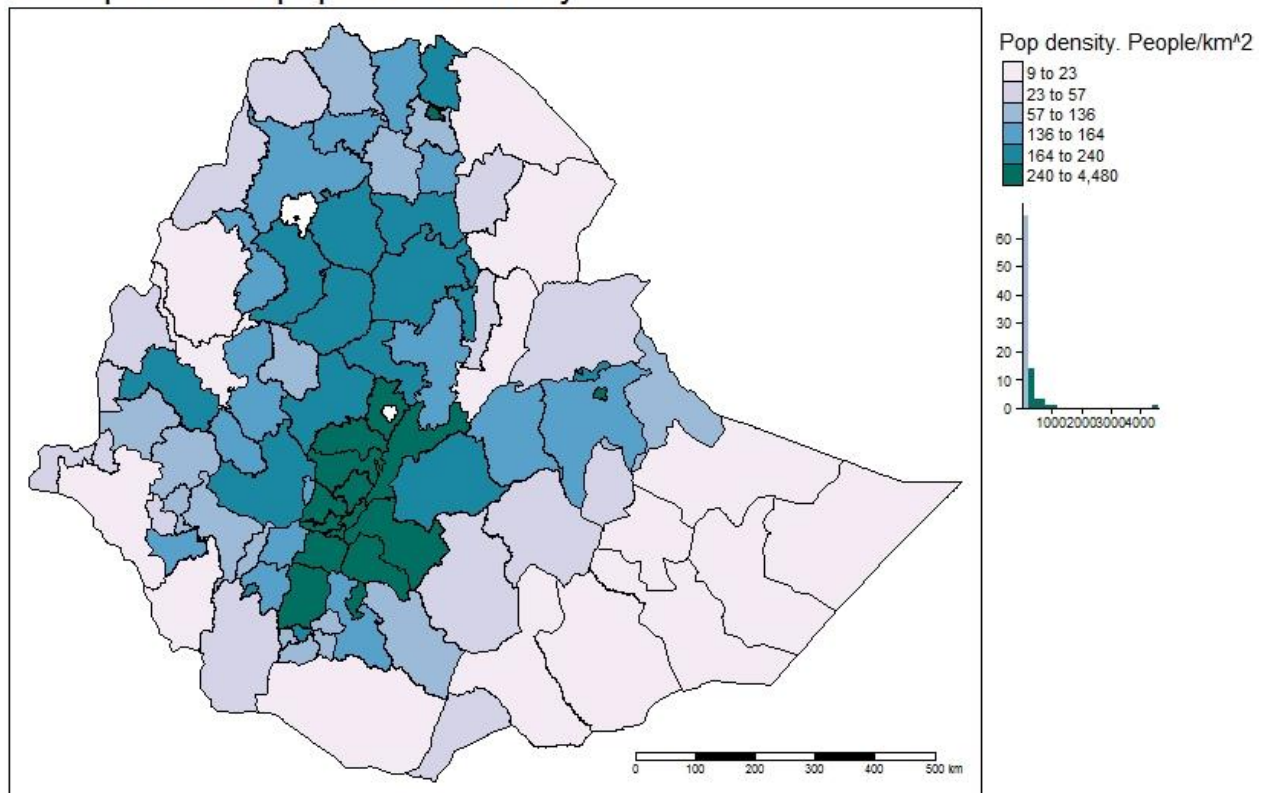 Pop density. People/km^2
9 to 23
23 to 57
57 to 136
136 to 164
164 to 240
240 to 4,480
60
50
40
30
20
10
0
1000200030004000
0 100 200 300 400 500 km